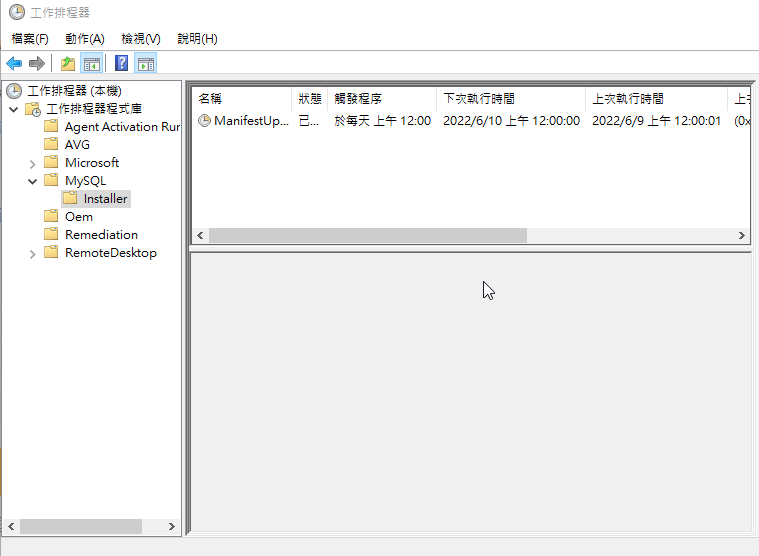 工作排程器
檔案(F) 動作(A) 檢視(V) 說明(H)
工作排程器 (本機)
工作排程器程式庫
Agent Activation Rur
AVG
Microsoft
MySQL
Installer
Oem
Remediation
RemoteDesktop
名稱 狀態 觸發程序 下次執行時間 上次執行時間 上次
ManifestUp... 已... 於每天 上午 12:00 2022/6/10 上午 12:00:00 2022/6/9 上午 12:00:01 (0x